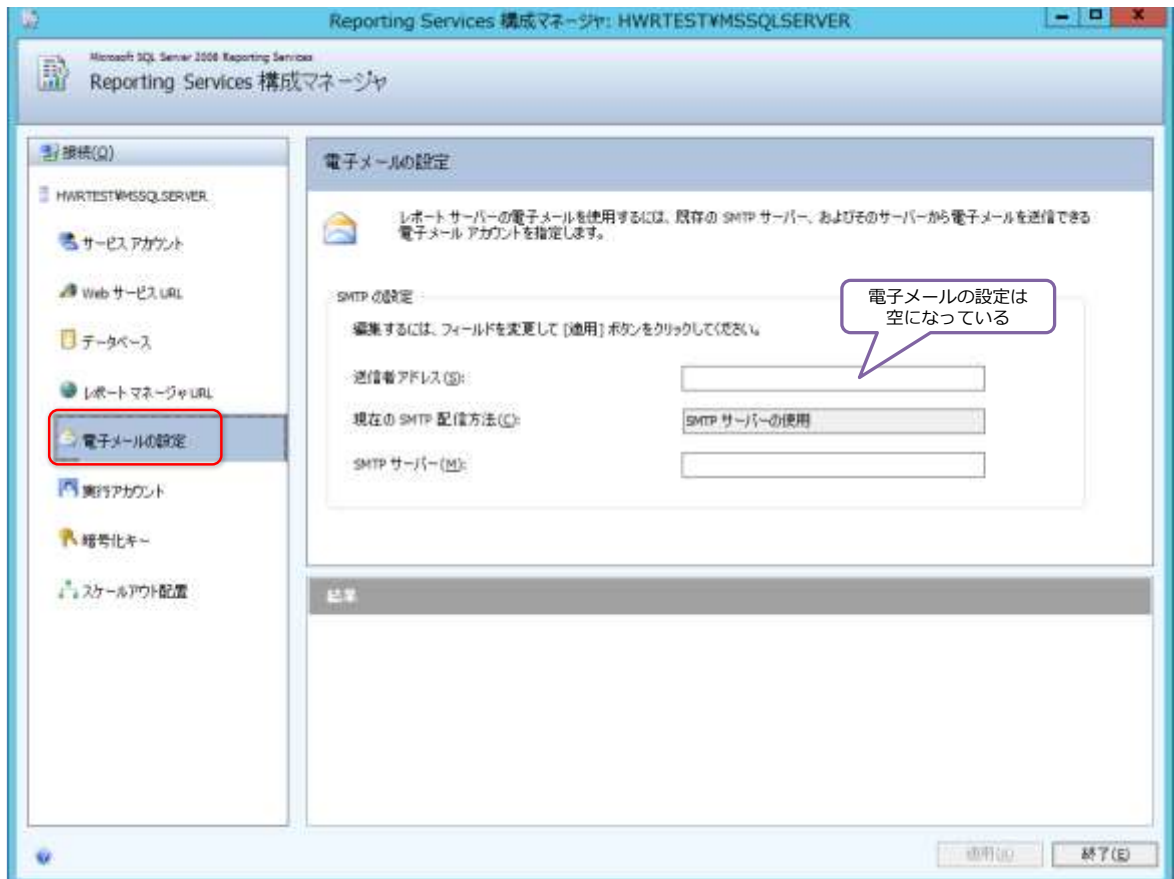 Reporting Services 構成マネージャ: HWRTEST¥MSSQLSERVER
Microsoft SQL Server 2008 Reporting Services
Reporting Services 構成マネージャ
接続(O)
HWRTEST¥MSSQLSERVER
サービス アカウント
Web サービス URL
データベース
レポート マネージャ URL
電子メールの設定
実行アカウント
暗号化キー
スケールアウト配置
電子メールの設定
レポート サーバーの電子メールを使用するには、既存の SMTP サーバー、およびそのサーバーから電子メールを送信できる
電子メール アカウントを指定します。
SMTP の設定
電子メールの設定は
空になっている
編集するには、フィールドを変更して [適用] ボタンをクリックしてください。
送信者アドレス(S):
現在の SMTP 配信方法(C):
SMTP サーバーの使用
SMTP サーバー(M):
結果
適用(A)
終了(E)